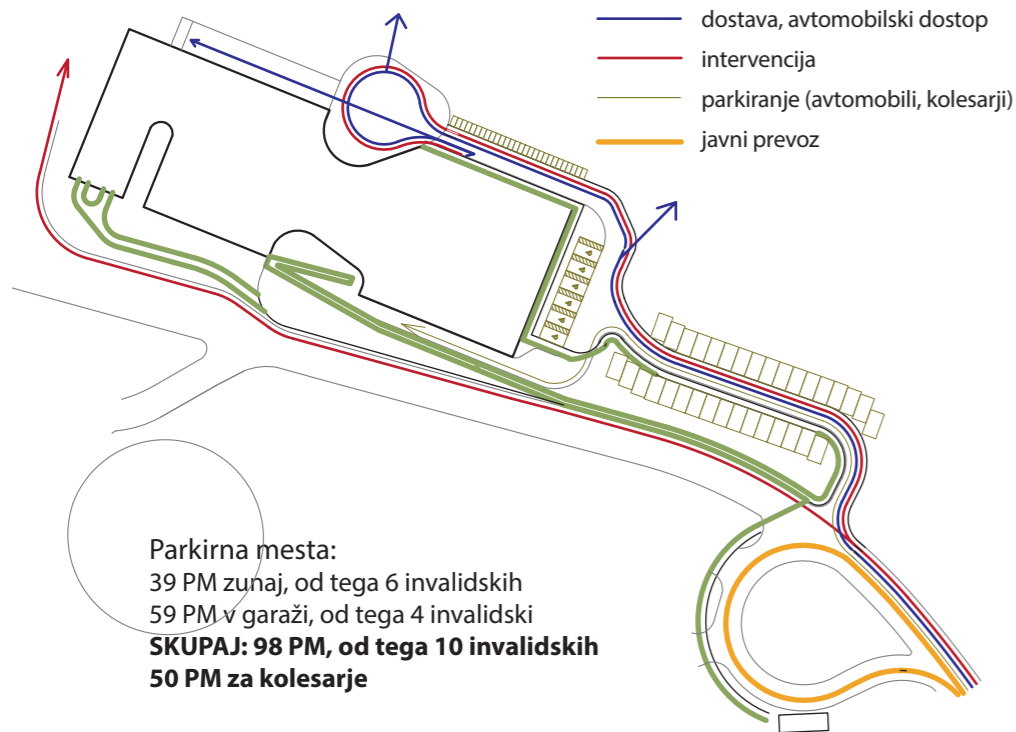 dostava, avtomobilski dostop
intervencija
parkiranje (avtomobili, kolesarji)
javni prevoz
Parkirna mesta:
39 PM zunaj, od tega 6 invalidskih
59 PM v garaži, od tega 4 invalidski
SKUPAJ: 98 PM, od tega 10 invalidskih
50 PM za kolesarje